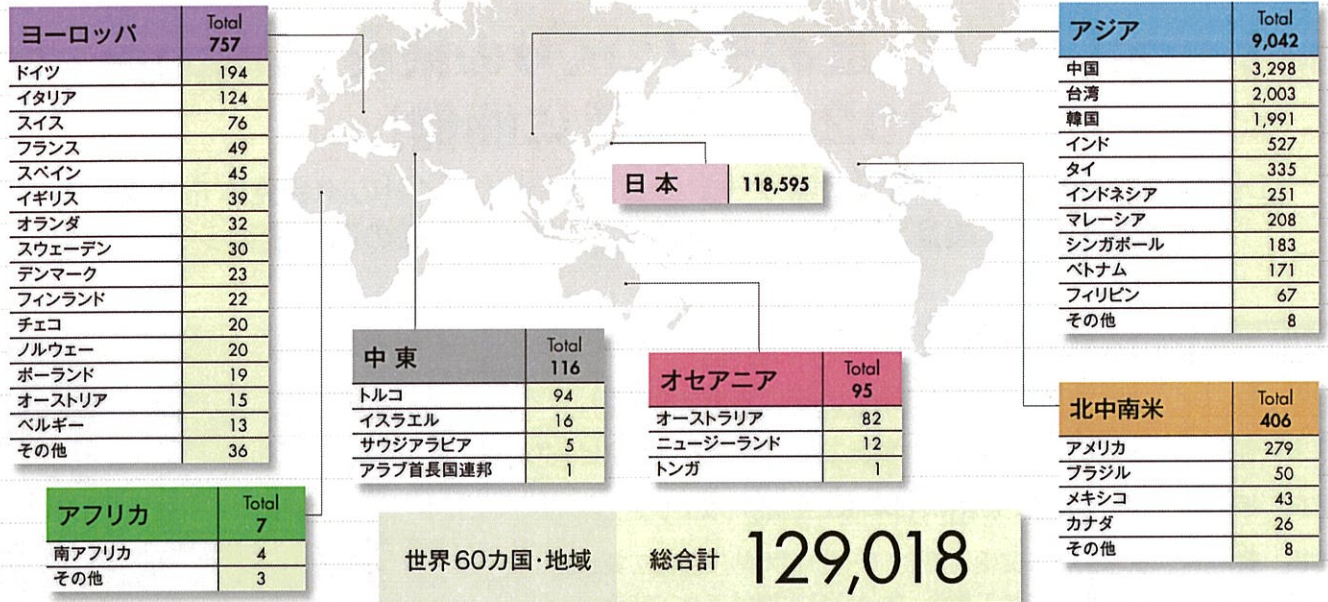 ヨーロッパ Total 757
ドイツ 194
イタリア 124
スイス 76
フランス 49
スペイン 45
イギリス 39
オランダ 32
スウェーデン 30
デンマーク 23
フィンランド 22
チェコ 20
ノルウェー 20
ポーランド 19
オーストリア 15
ベルギー 13
その他 36
アフリカ Total 7
南アフリカ 4
その他 3
中東 Total 116
トルコ 94
イスラエル 16
サウジアラビア 5
アラブ首長国連邦 1
日本 118,595
オセアニア Total 95
オーストラリア 82
ニュージーランド 12
トンガ 1
アジア Total 9,042
中国 3,298
台湾 2,003
韓国 1,991
インド 527
タイ 335
インドネシア 251
マレーシア 208
シンガポール 183
ベトナム 171
フィリピン 67
その他 8
北中南米 Total 406
アメリカ 279
ブラジル 50
メキシコ 43
カナダ 26
その他 8
世界60カ国・地域 総合計 129,018